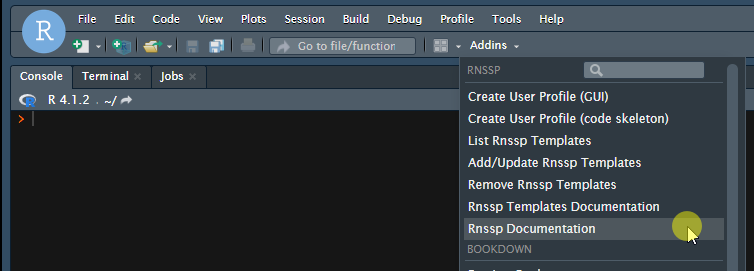 R
File Edit Code View Plots Session Build Debug Profile Tools Help
Go to file/function
Addins
Console Terminal Jobs
R 4.1.2 . ~/
>
RNSSP
Create User Profile (GUI)
Create User Profile (code skeleton)
List Rnssp Templates
Add/Update Rnssp Templates
Remove Rnssp Templates
Rnssp Templates Documentation
Rnssp Documentation
BOOKDOWN